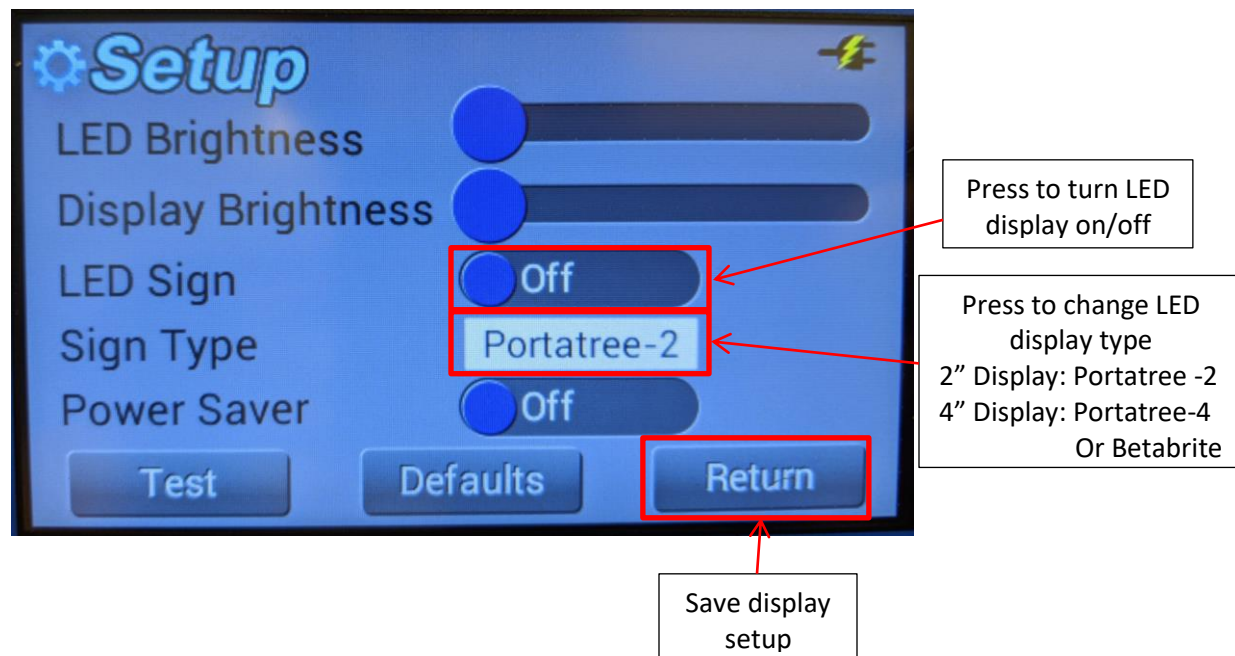 Setup
LED Brightness
Display Brightness
LED Sign
Off
Sign Type
Portatree-2
Power Saver
Off
Test
Defaults
Return
Press to turn LED
display on/off
Press to change LED
display type
2” Display: Portatree -2
4” Display: Portatree-4
Or Betabrite
Save display
setup